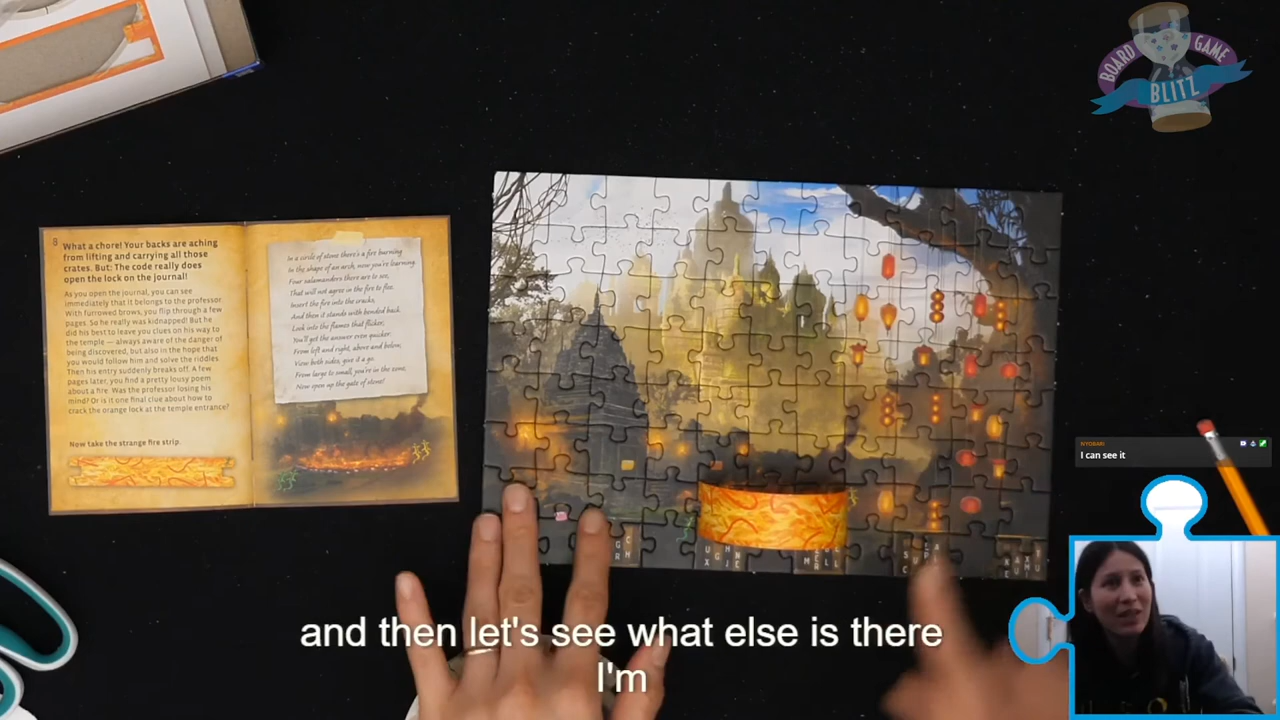 BOARD GAME
BLITZ
8
What a chore! Your backs are aching
from lifting and carrying all those
crates. But: The code really does
open the lock on the journal!
As you open the journal, you can see
immediately that it belongs to the professor.
With furrowed brows, you flip through a few
pages. So he really was kidnapped! But he
did his best to leave you clues on his way to
the temple — always aware of the danger of
being discovered, but also in the hope that
you would follow him and solve the riddles.
Then his entry suddenly breaks off. A few
pages later, you find a pretty lousy poem
about a fire. Was the professor losing his
mind? Or is it one final clue about how to
crack the orange lock at the temple entrance?
Now take the strange fire strip.
In a circle of stone there's a fire burning
In the shape of an arch, now you're learning.
Four salamanders there are to see,
That will not agree in the fire to flee.
Insert the fire into the cracks,
And then it stands with bended back.
Look into the flames that flicker;
You'll get the answer even quicker.
From left and right, above and below,
View both sides, give it a go.
From large to small, you're in the zone,
Now open up the gate of stone!
NYOBARI
I can see it
and then let's see what else is there
I'm